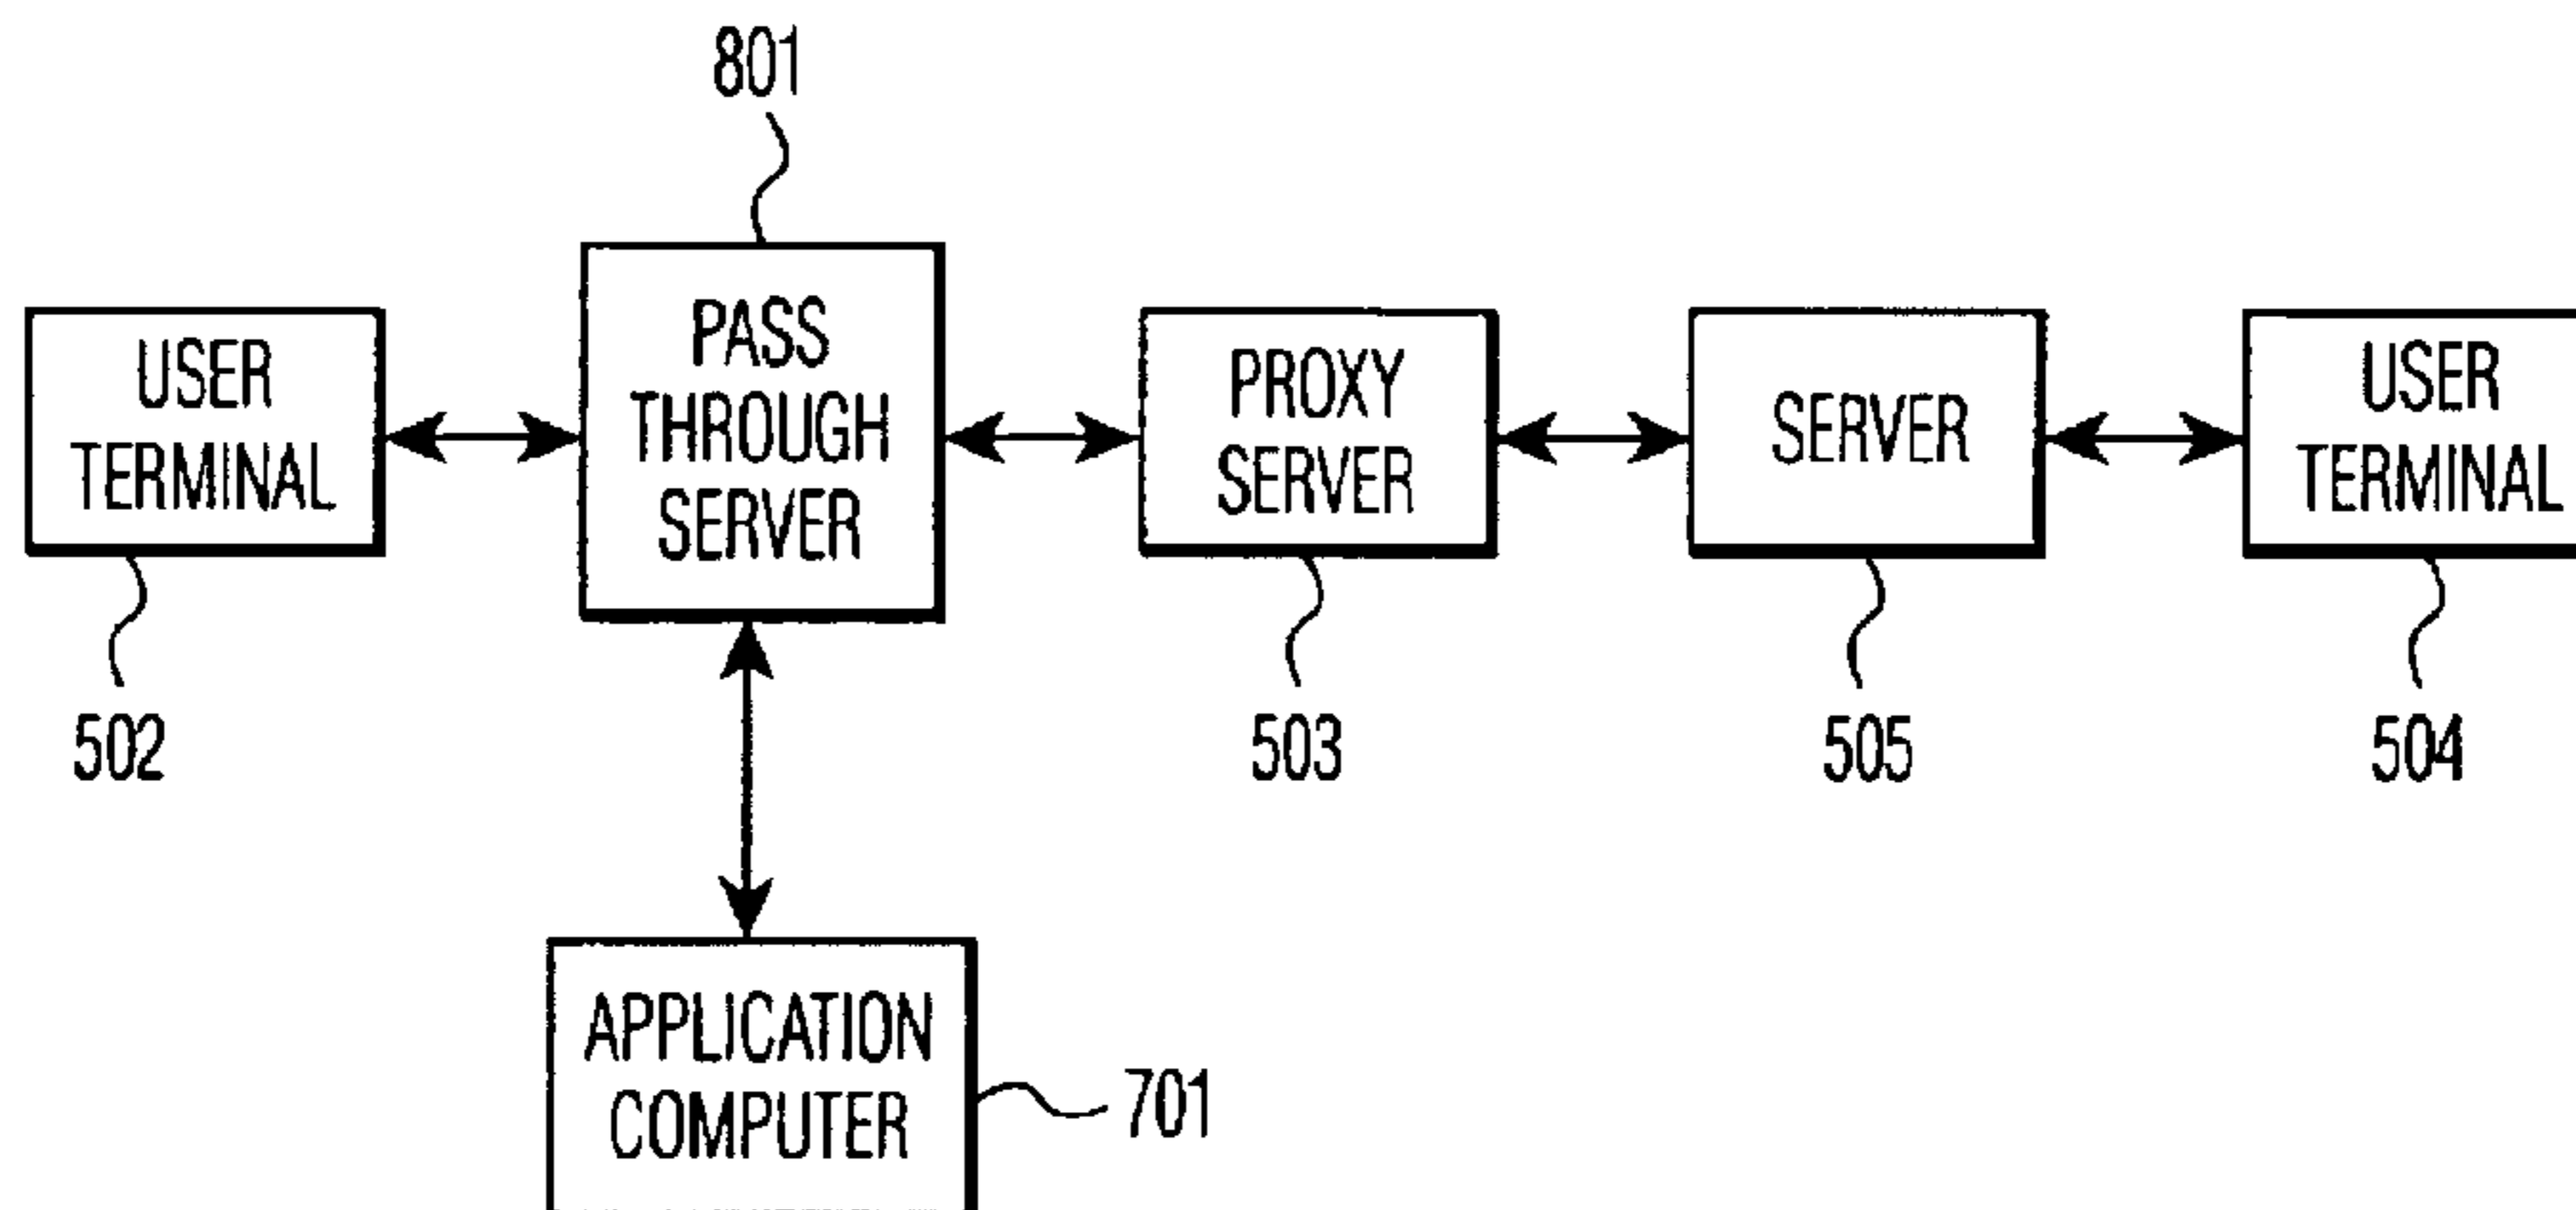 801
USER
TERMINAL
PASS
THROUGH
SERVER
PROXY
SERVER
SERVER
USER
TERMINAL
502
503
505
504
APPLICATION
COMPUTER
701